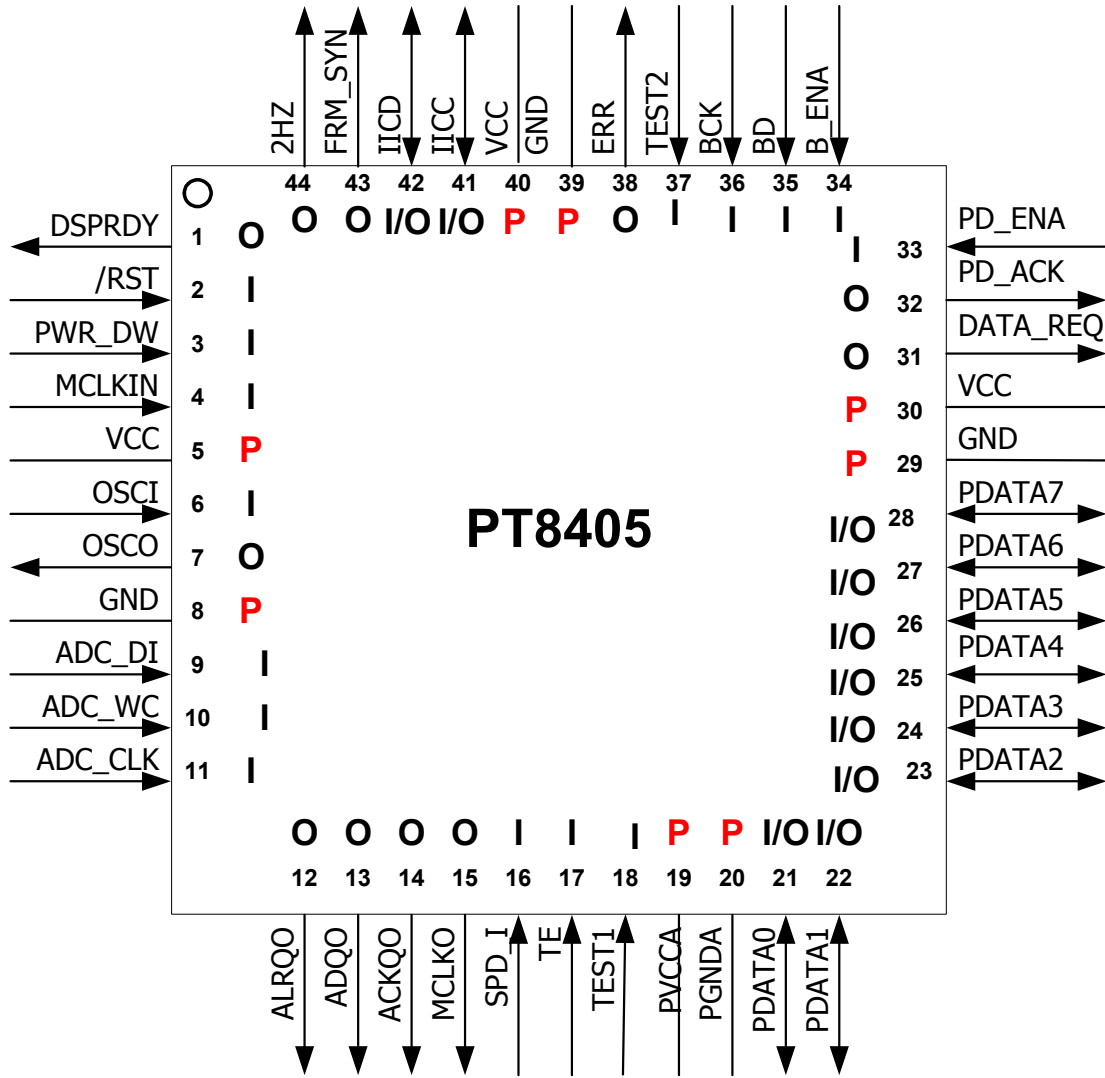 2HZ
FRM_SYN
IICD
IICC
VCC
GND
ERR
TEST2
BCK
BD
B_ENA
44 43 42 41 40 39 38 37 36 35 34
O O I/O I/O P P O I I I I
DSPRDY 1 O
/RST 2 I
PWR_DW 3 I
MCLKIN 4 I
VCC 5 P
OSCI 6 I
OSCO 7 O
GND 8 P
ADC_DI 9 I
ADC_WC 10 I
ADC_CLK 11 I
PT8405
I 33 PD_ENA
O 32 PD_ACK
O 31 DATA_REQ
P 30 VCC
P 29 GND
I/O 28 PDATA7
I/O 27 PDATA6
I/O 26 PDATA5
I/O 25 PDATA4
I/O 24 PDATA3
I/O 23 PDATA2
O O O O I I I P P I/O I/O
12 13 14 15 16 17 18 19 20 21 22
ALRQO
ADQO
ACKQO
MCLKO
SPD_I
TE
TEST1
PVCCA
PGNDA
PDATA0
PDATA1